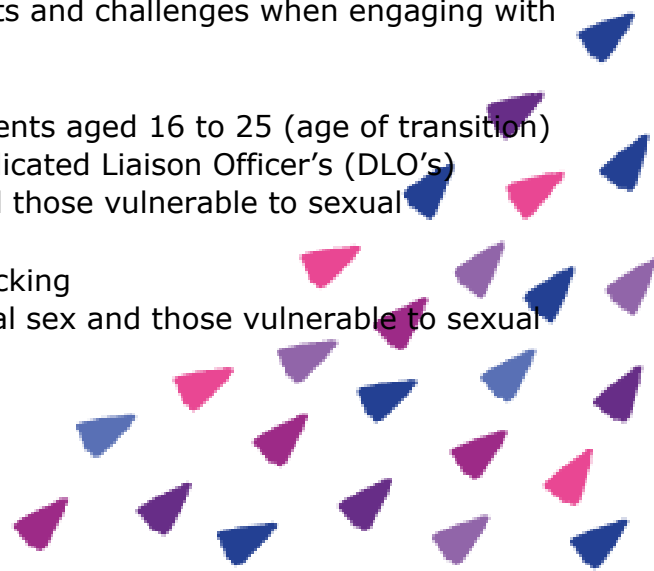 ts and challenges when engaging with
ents aged 16 to 25 (age of transition)
dicated Liaison Officer's (DLO's)
those vulnerable to sexual
cking
al sex and those vulnerable to sexual